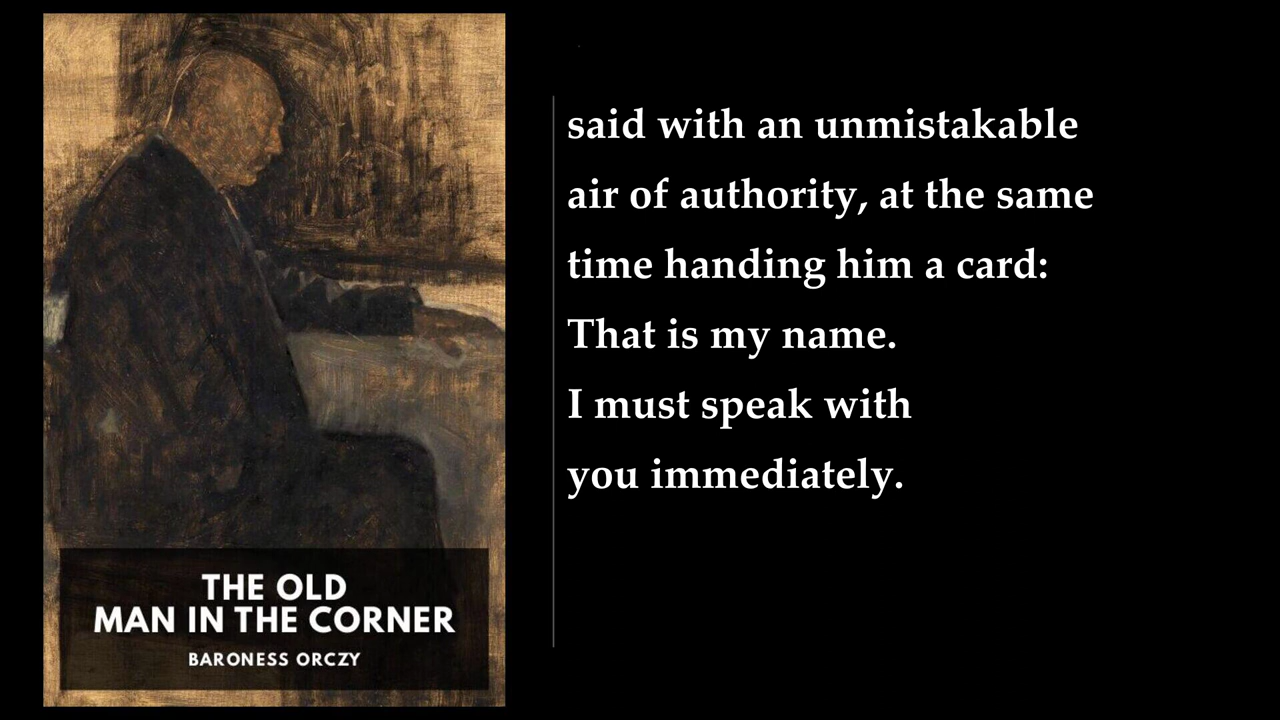 THE OLD
MAN IN THE CORNER
BARONESS ORCZY
said with an unmistakable
air of authority, at the same
time handing him a card:
That is my name.
I must speak with
you immediately.